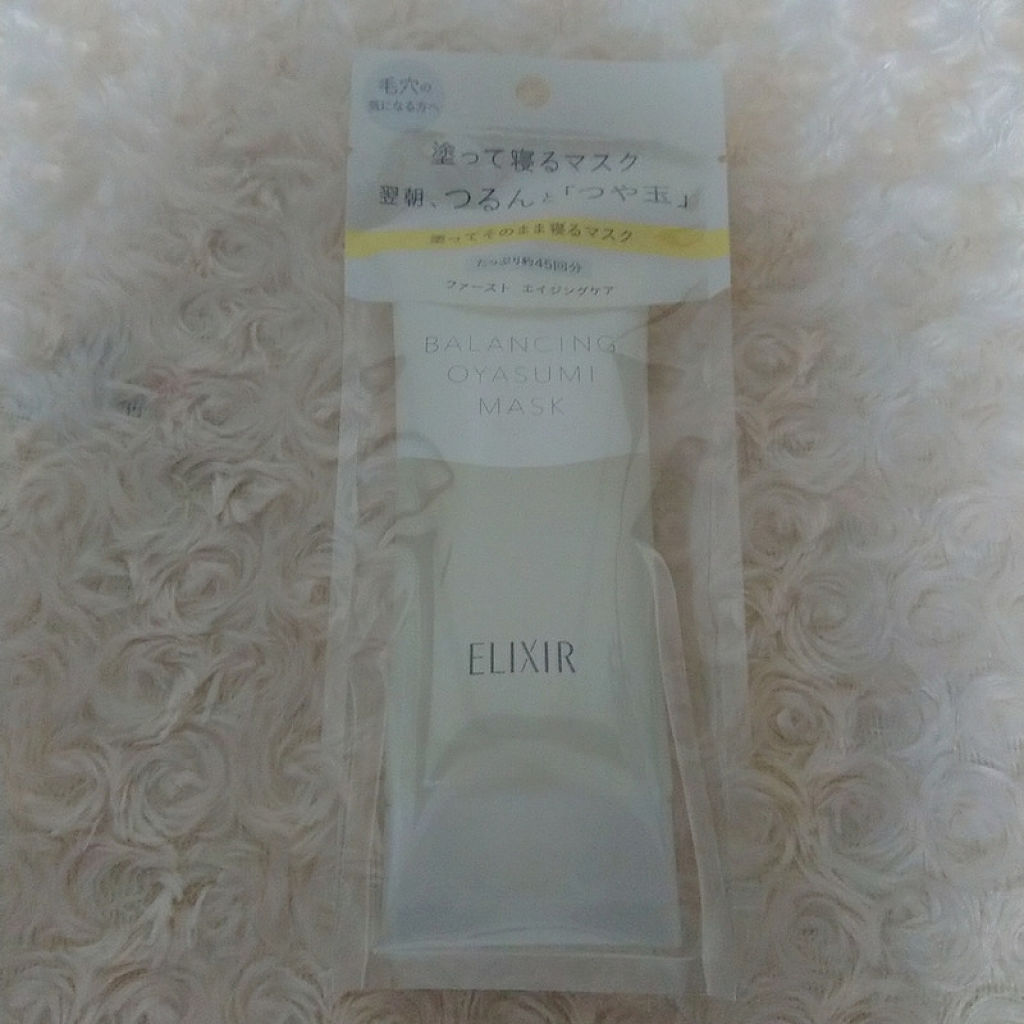 毛穴の
気になる方へ
塗って寝るマスク
翌朝、つるんと「つや玉」
塗ってそのまま寝るマスク
たっぷり約45回分
ファースト エイジングケア
BALANCING
OYASUMI
MASK
ELIXIR